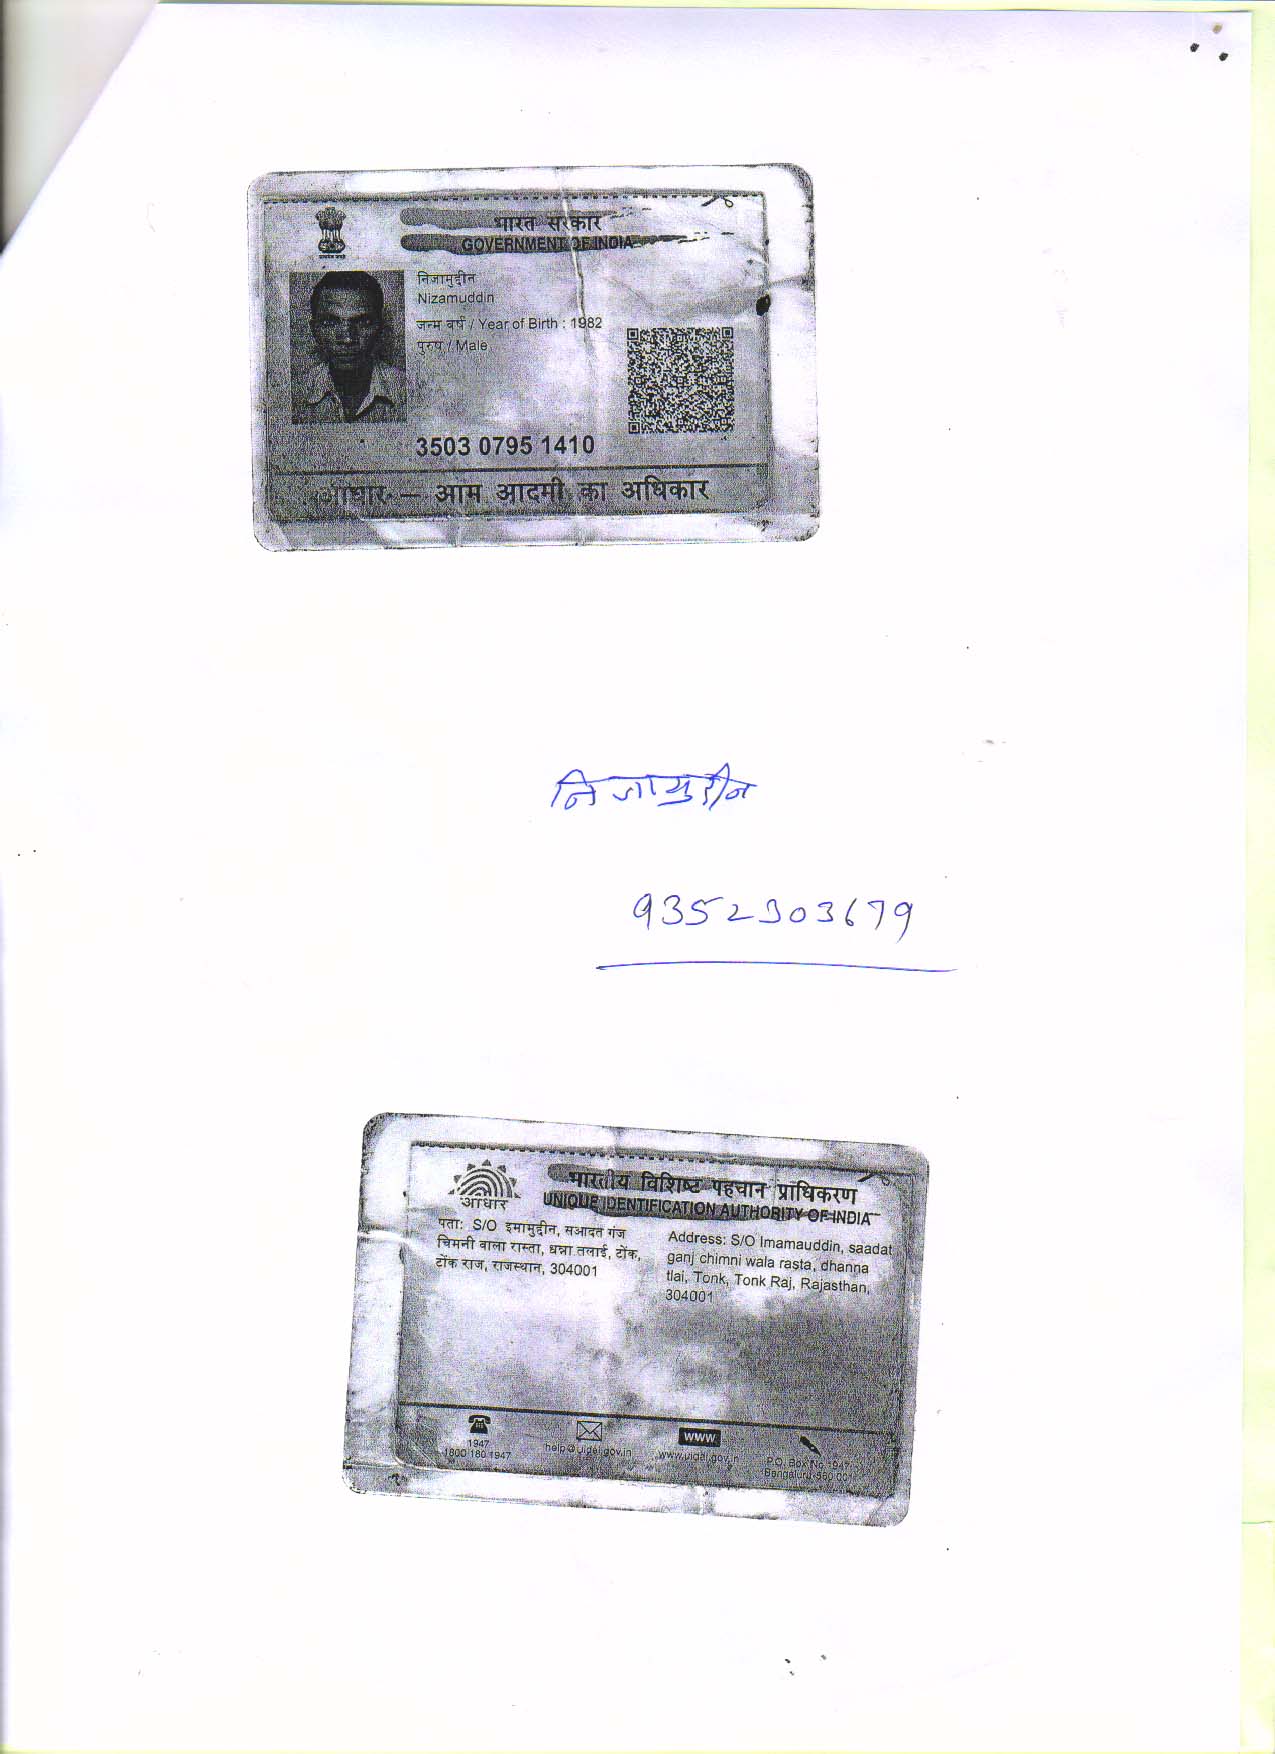 भारत सरकार
GOVERNMENT OF INDIA
निजामुद्दीन
Nizamuddin
जन्म वर्ष / Year of Birth : 1982
पुरुष / Male
3503 0795 1410
आधार — आम आदमी का अधिकार
निजामुद्दीन
9352303679
भारतीय विशिष्ट पहचान प्राधिकरण
UNIQUE IDENTIFICATION AUTHORITY OF INDIA
आधार
पता: S/O इमामुद्दीन, सआदत गंज
चिमनी वाला रास्ता, धन्ना तलाई, टोंक,
टोंक राज, राजस्थान, 304001
Address: S/O Imamauddin, saadat
ganj chimni wala rasta, dhanna
tlai, Tonk, Tonk Raj, Rajasthan,
304001
1947
1800 180 1947
help@uidai.gov.in
WWW
www.uidai.gov.in
P.O. Box No. 1947,
Bengaluru-560 001